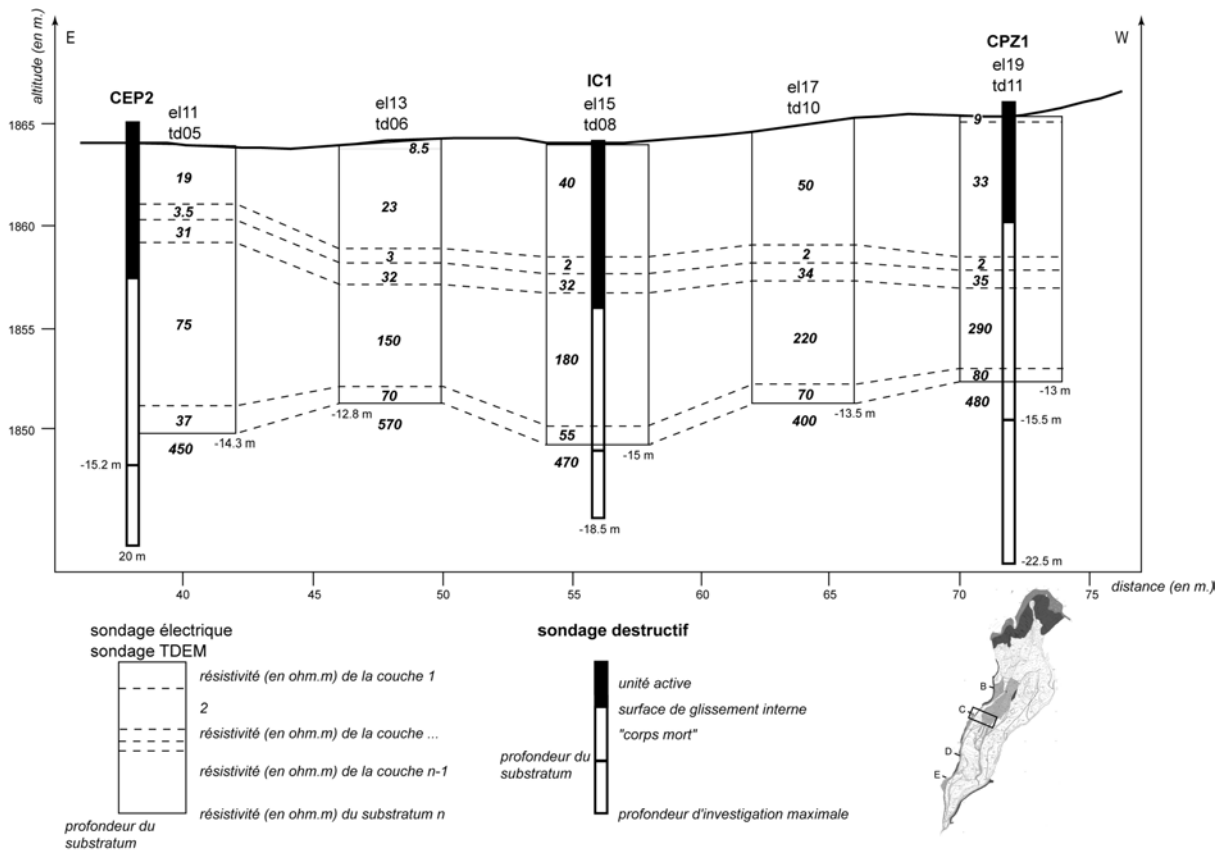 altitude (en m.)
E
W
CEP2
el11
td05
el13
td06
IC1
el15
td08
el17
td10
CPZ1
el19
td11
1865
1860
1855
1850
19
3.5
31
75
37
450
-14.3 m
-15.2 m
20 m
8.5
23
3
32
150
70
-12.8 m
570
40
2
32
180
55
-15 m
470
-18.5 m
50
2
34
220
70
-13.5 m
400
9
33
2
35
290
80
-13 m
480
-15.5 m
-22.5 m
40
45
50
55
60
65
70
75
distance (en m.)
sondage électrique
sondage TDEM
résistivité (en ohm.m) de la couche 1
2
résistivité (en ohm.m) de la couche ...
résistivité (en ohm.m) de la couche n-1
résistivité (en ohm.m) du substratum n
profondeur du
substratum
sondage destructif
unité active
surface de glissement interne
"corps mort"
profondeur du
substratum
profondeur d'investigation maximale
B
C
D
E